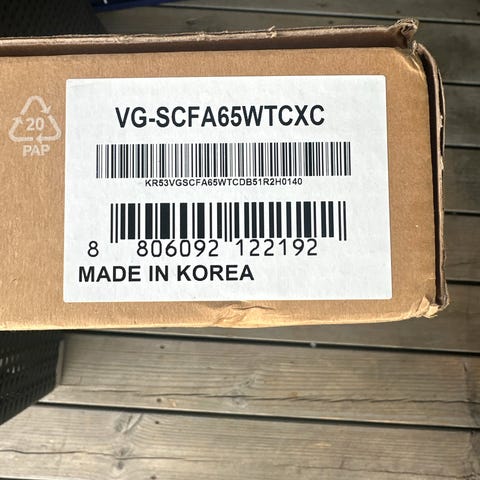 20
PAP
VG-SCFA65WTCXC
KR53VGSCFA65WTCDB51R2H0140
8 806092 122192
MADE IN KOREA